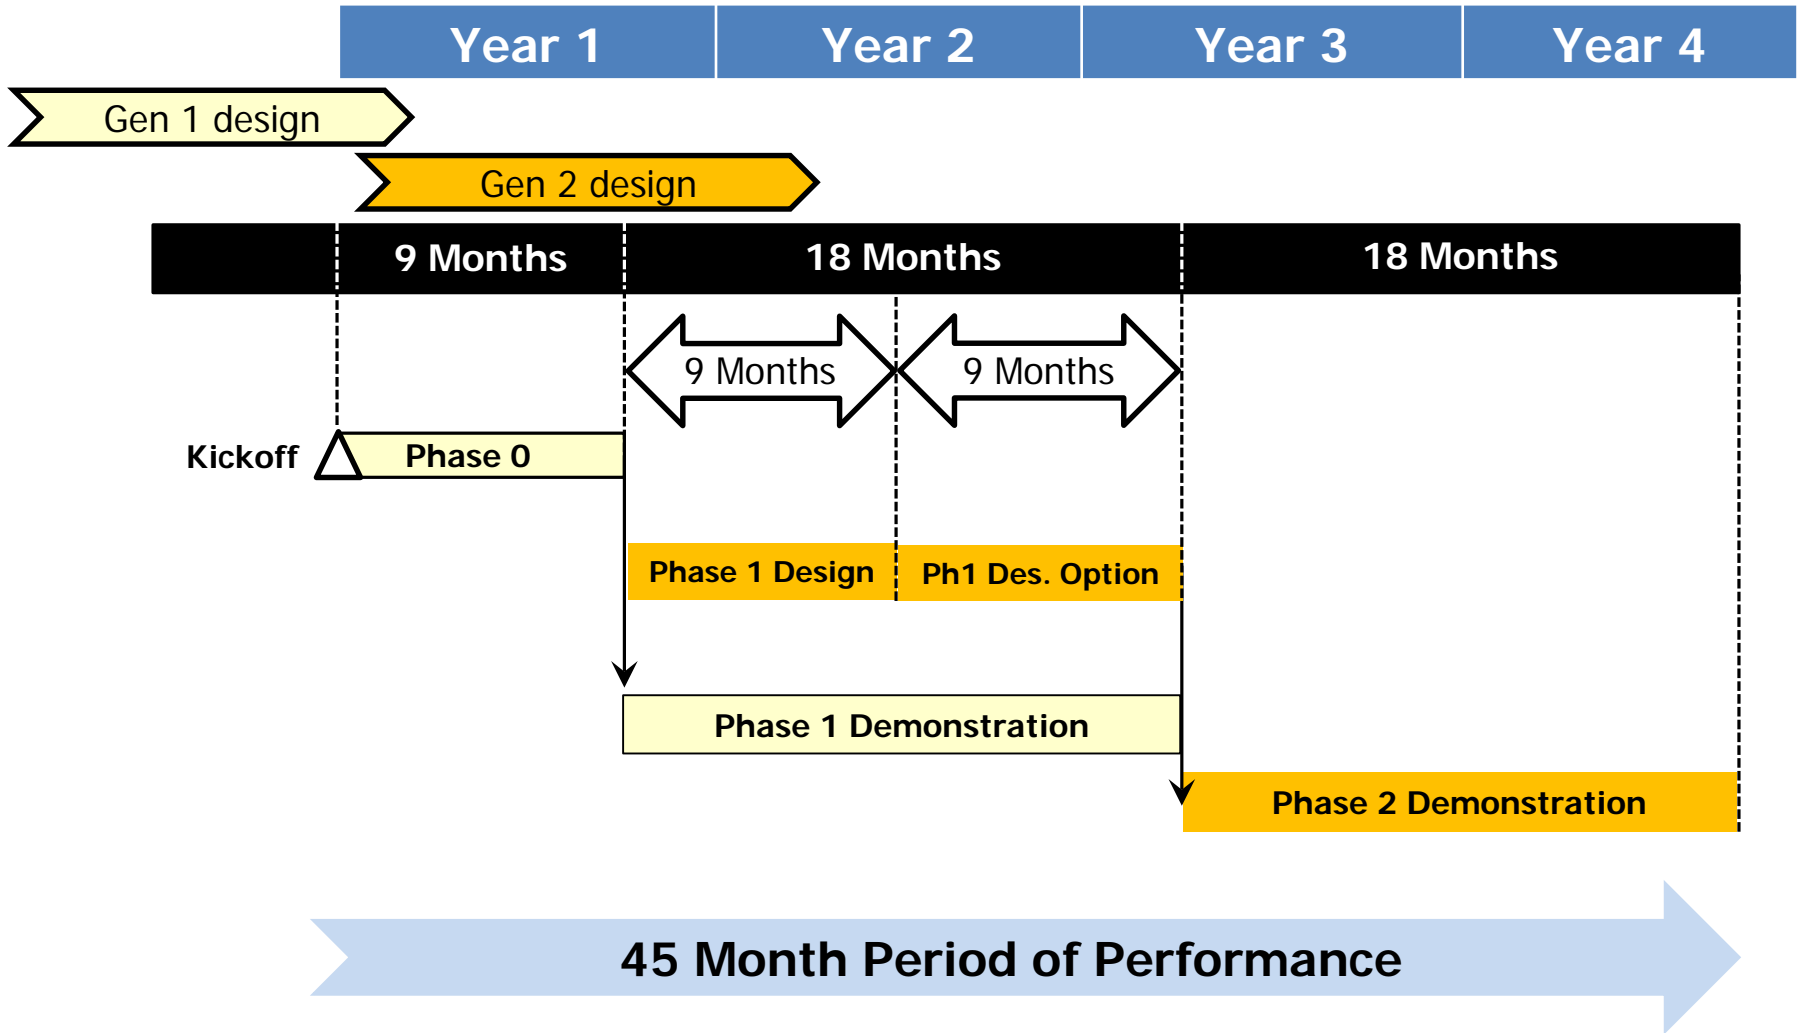 Year 1
Year 2
Year 3
Year 4
Gen 1 design
Gen 2 design
9 Months
18 Months
18 Months
9 Months
9 Months
Kickoff
Phase 0
Phase 1 Design
Ph1 Des. Option
Phase 1 Demonstration
Phase 2 Demonstration
45 Month Period of Performance